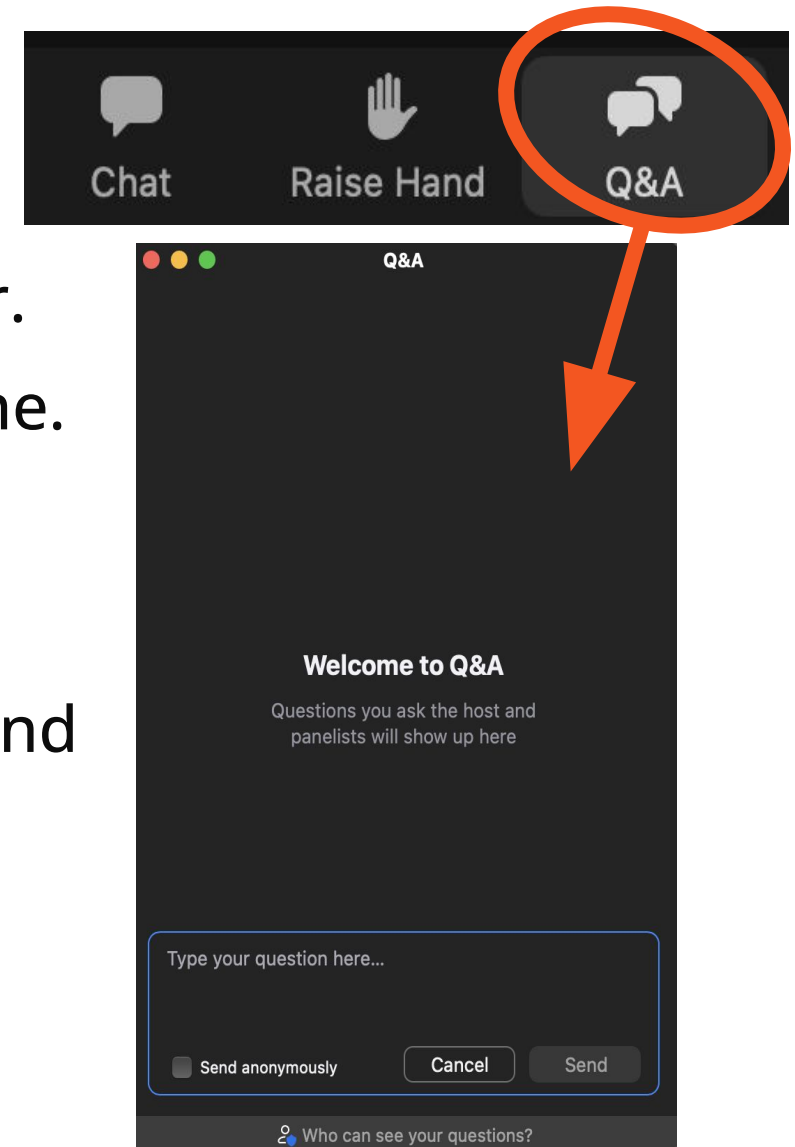 Chat Raise Hand Q&A
Q&A
r.
ne.
Welcome to Q&A
Questions you ask the host and
panelists will show up here
nd
Type your question here...
Send anonymously Cancel Send
Who can see your questions?